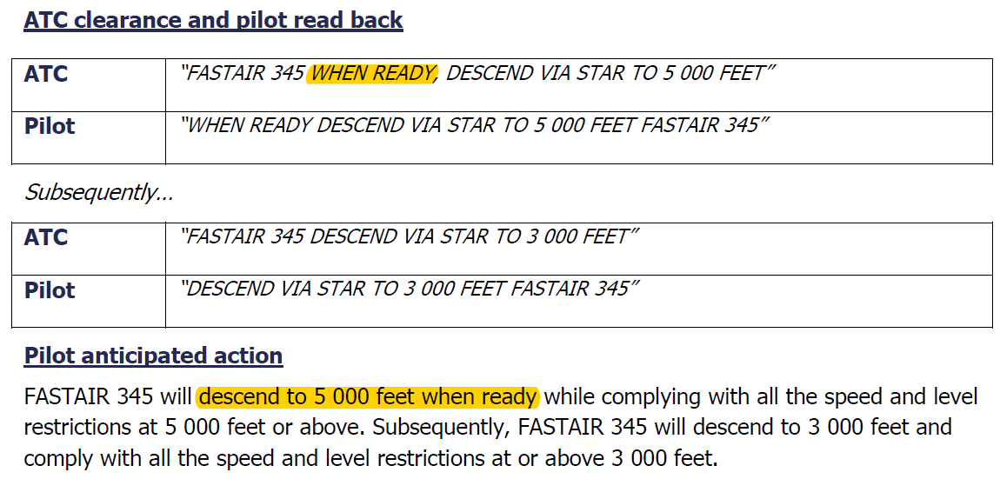 ATC clearance and pilot read back
ATC
“FASTAIR 345 WHEN READY, DESCEND VIA STAR TO 5 000 FEET”
Pilot
“WHEN READY DESCEND VIA STAR TO 5 000 FEET FASTAIR 345”
Subsequently…
ATC
“FASTAIR 345 DESCEND VIA STAR TO 3 000 FEET”
Pilot
“DESCEND VIA STAR TO 3 000 FEET FASTAIR 345”
Pilot anticipated action
FASTAIR 345 will descend to 5 000 feet when ready while complying with all the speed and level
restrictions at 5 000 feet or above. Subsequently, FASTAIR 345 will descend to 3 000 feet and
comply with all the speed and level restrictions at or above 3 000 feet.